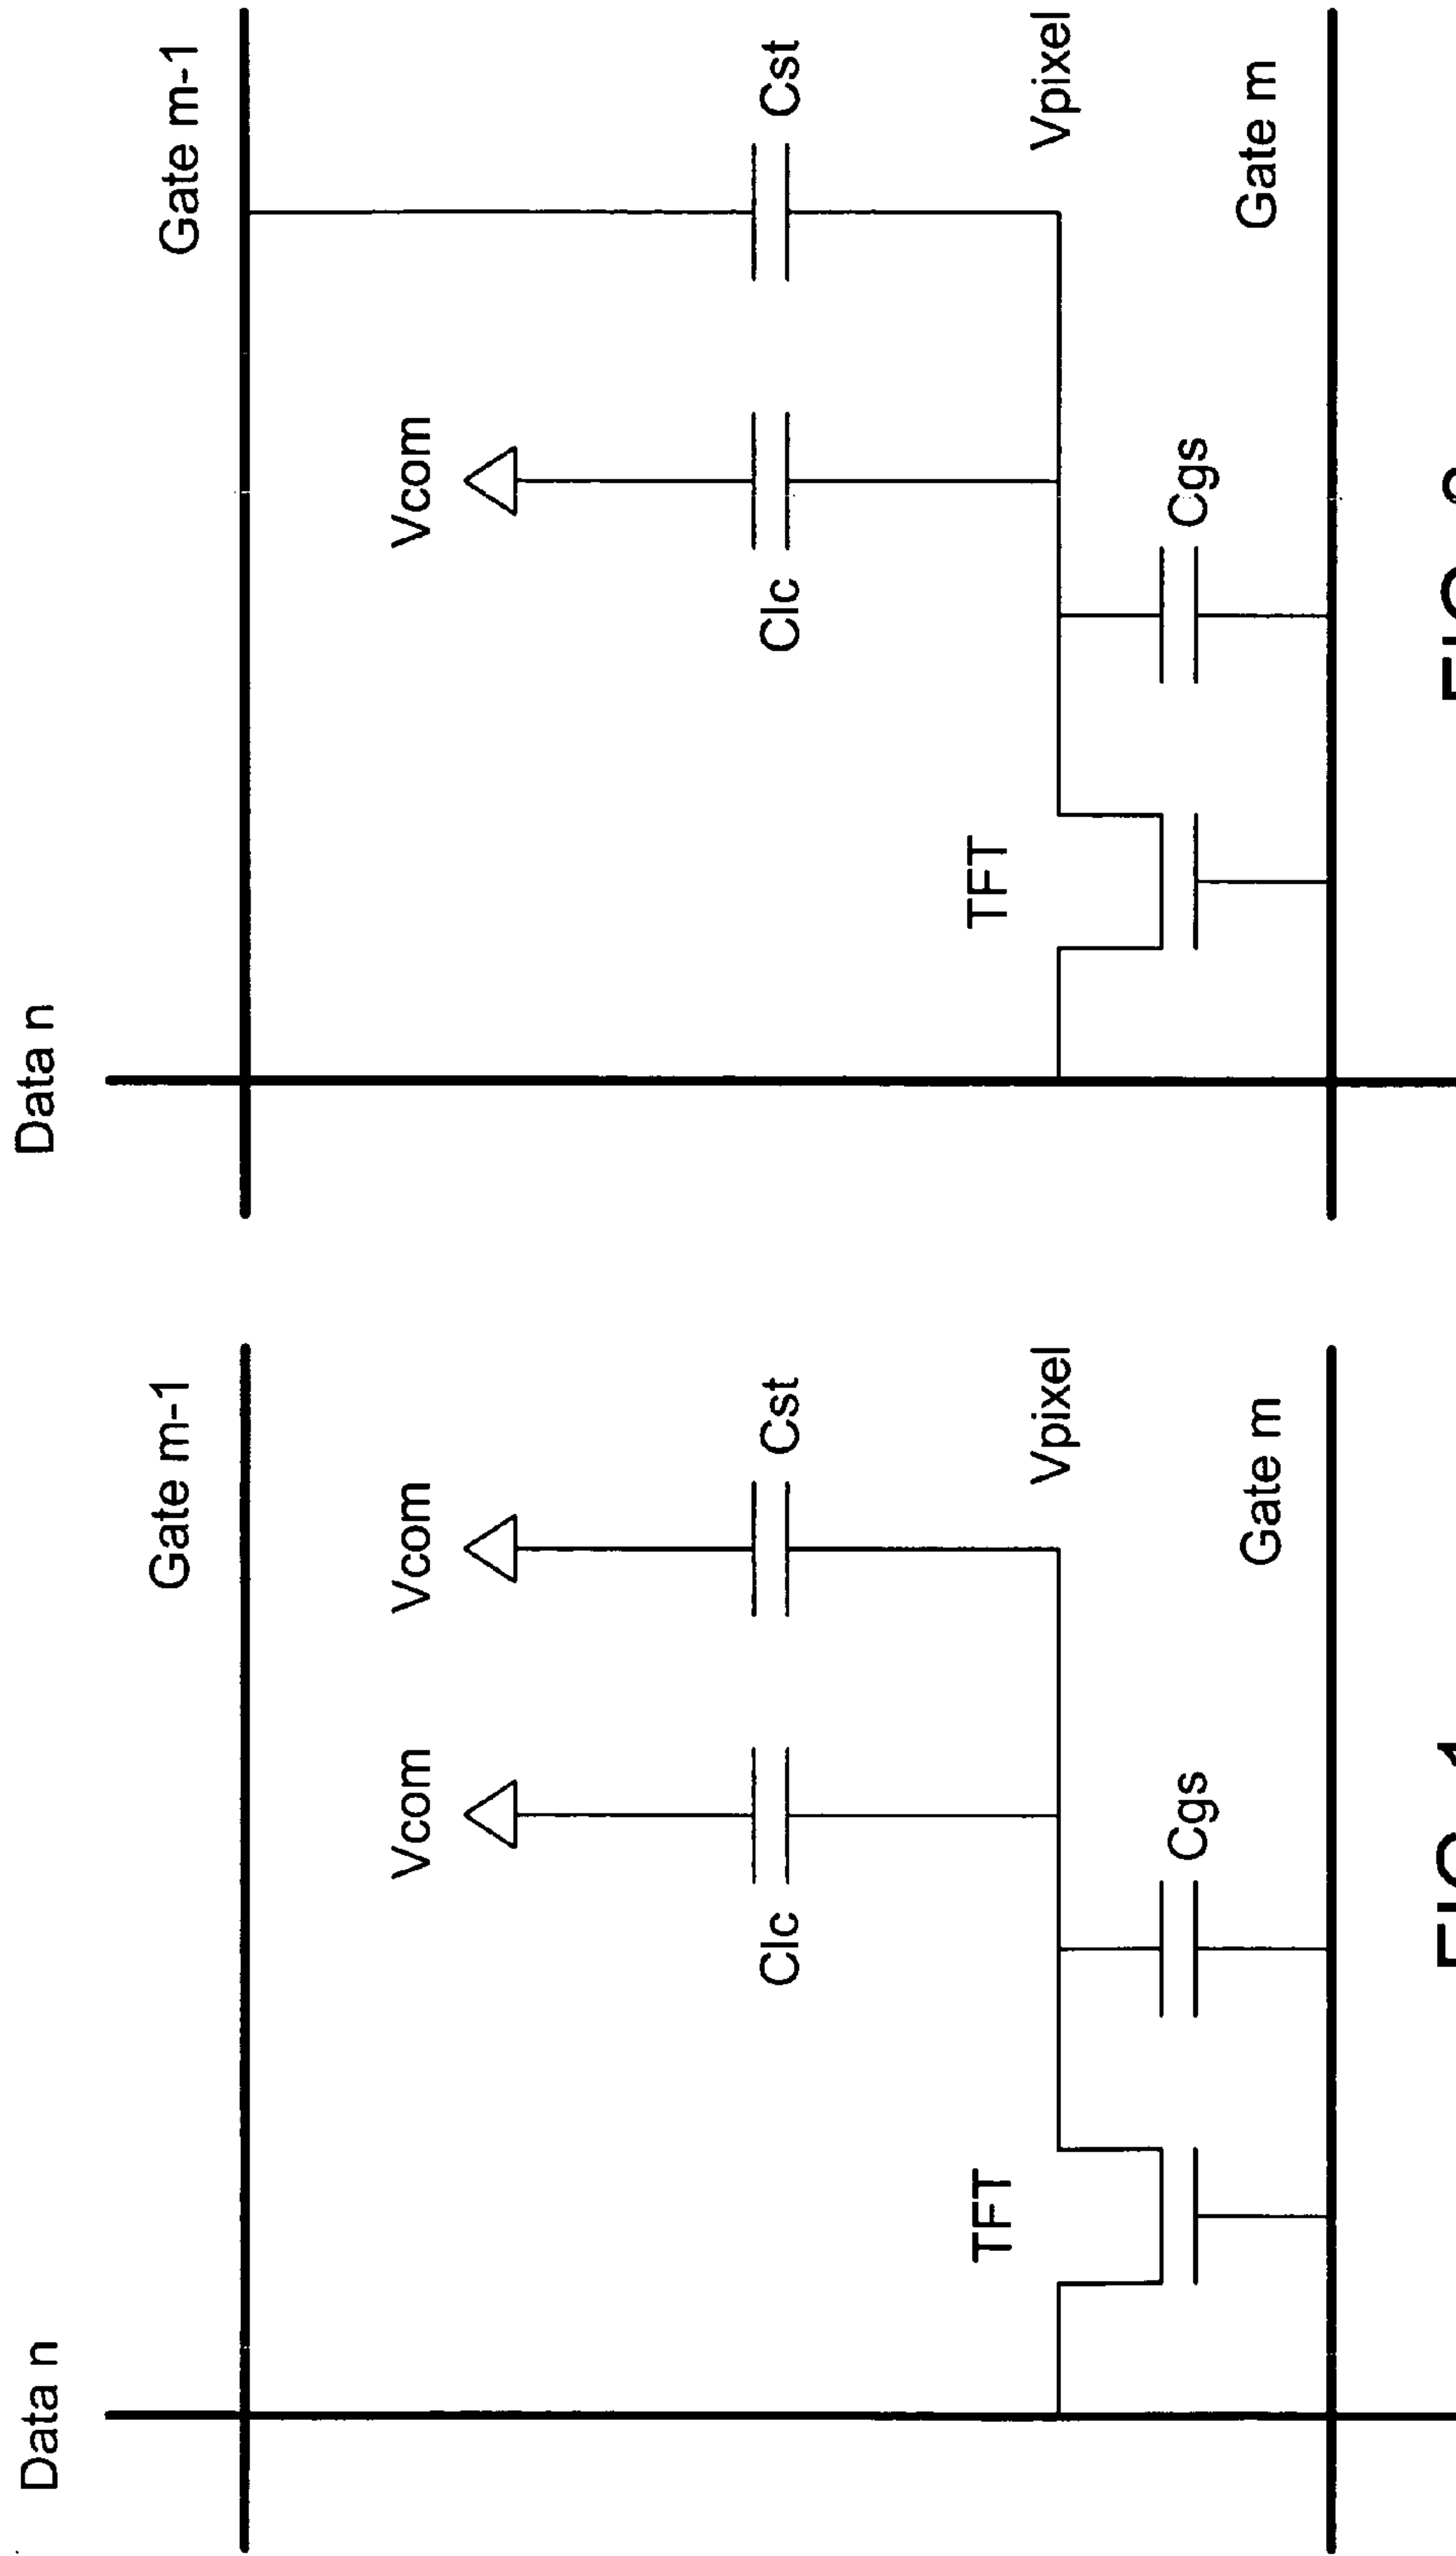 Data n
Gate m-1
Vcom
Vcom
Clc
Cst
TFT
Vpixel
Cgs
Gate m
Data n
Gate m-1
Vcom
Clc
Cst
TFT
Vpixel
Cgs
Gate m